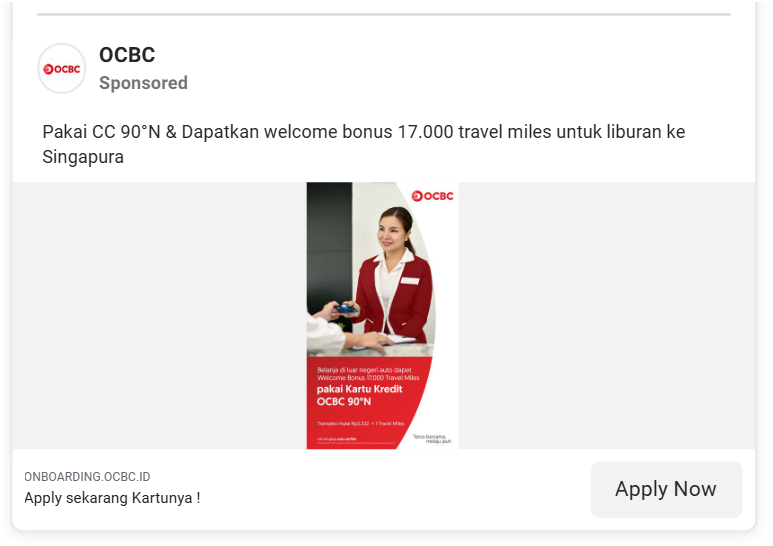 OCBC
OCBC
Sponsored
Pakai CC 90°N & Dapatkan welcome bonus 17.000 travel miles untuk liburan ke
Singapura
OCBC
Belanja di luar negeri auto dapat
Welcome Bonus 17.000 Travel Miles
pakai Kartu Kredit
OCBC 90°N
Transaksi mulai Rp2.222 = 1 Travel Miles
Terus bersama,
melaju jauh
ONBOARDING.OCBC.ID
Apply sekarang Kartunya !
Apply Now